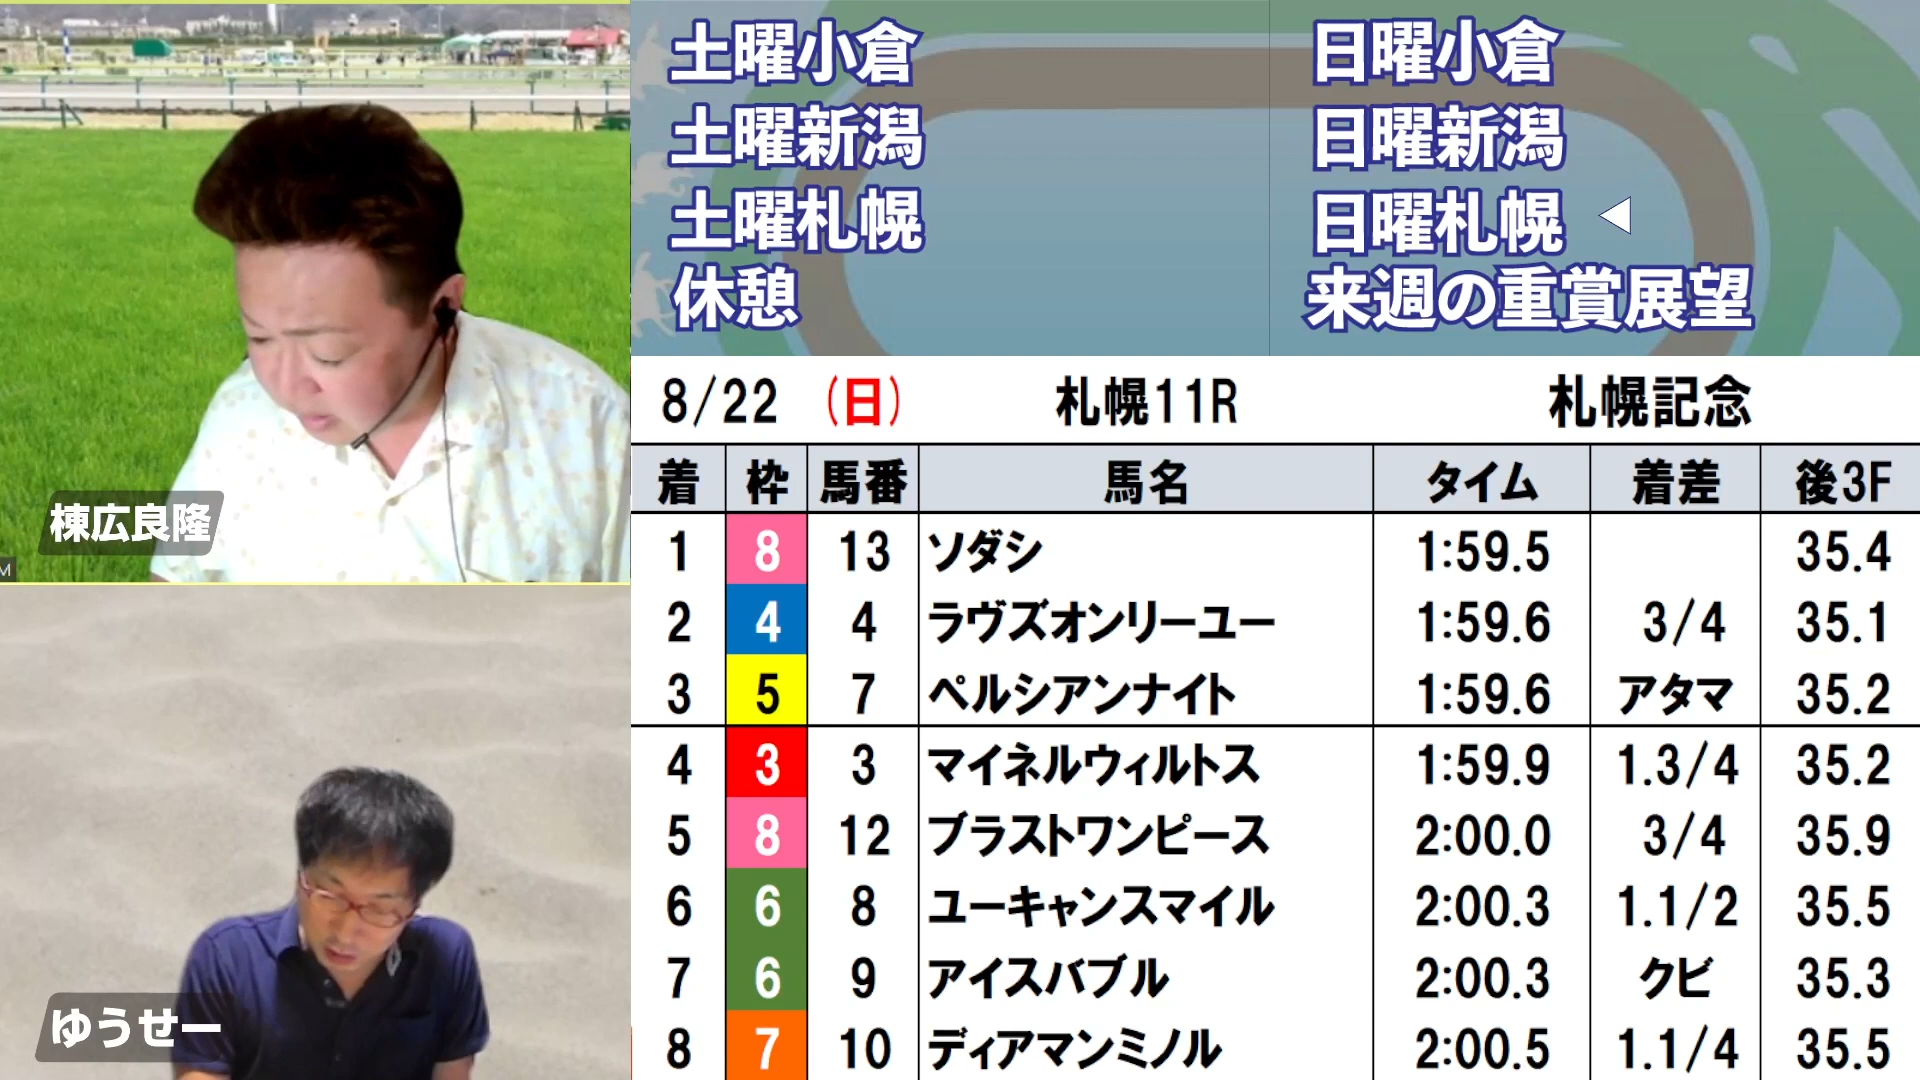 土曜小倉
土曜新潟
土曜札幌
休憩
日曜小倉
日曜新潟
日曜札幌 ◀
来週の重賞展望
棟広良隆
M
ゆうせー
8/22 (日) 札幌11R 札幌記念
着 枠 馬番 馬名 タイム 着差 後3F
1 8 13 ソダシ 1:59.5 35.4
2 4 4 ラヴズオンリーユー 1:59.6 3/4 35.1
3 5 7 ペルシアンナイト 1:59.6 アタマ 35.2
4 3 3 マイネルウィルトス 1:59.9 1.3/4 35.2
5 8 12 ブラストワンピース 2:00.0 3/4 35.9
6 6 8 ユーキャンスマイル 2:00.3 1.1/2 35.5
7 6 9 アイスバブル 2:00.3 クビ 35.3
8 7 10 ディアマンミノル 2:00.5 1.1/4 35.5